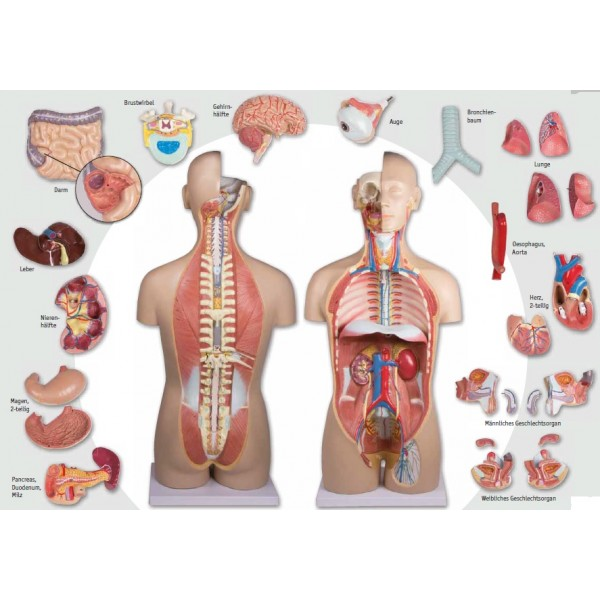 Brustwirbel
Gehirn-
hälfte
Auge
Bronchien-
baum
Lunge
Darm
Oesophagus,
Aorta
Leber
Herz,
2-teilig
Nieren-
hälfte
Magen,
2-teilig
Männliches Geschlechtsorgan
Pancreas,
Duodenum,
Milz
Weibliches Geschlechtsorgan